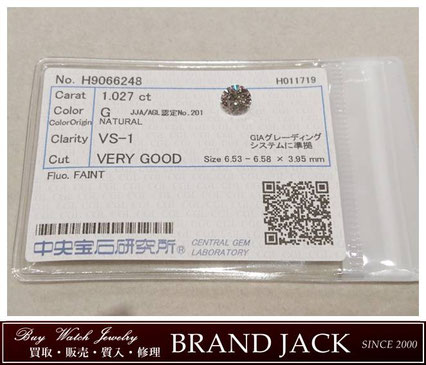 No. H9066248 H011719
Carat 1.027 ct
Color G JJA/AGL認定No.201
ColorOrigin NATURAL
Clarity VS-1 GIAグレーディング
システムに準拠
Cut VERY GOOD Size 6.53 - 6.58 × 3.95 mm
Fluo. FAINT
中央宝石研究所® CENTRAL GEM
LABORATORY
Buy Watch Jewelry
買取・販売・質入・修理 BRAND JACK SINCE 2000